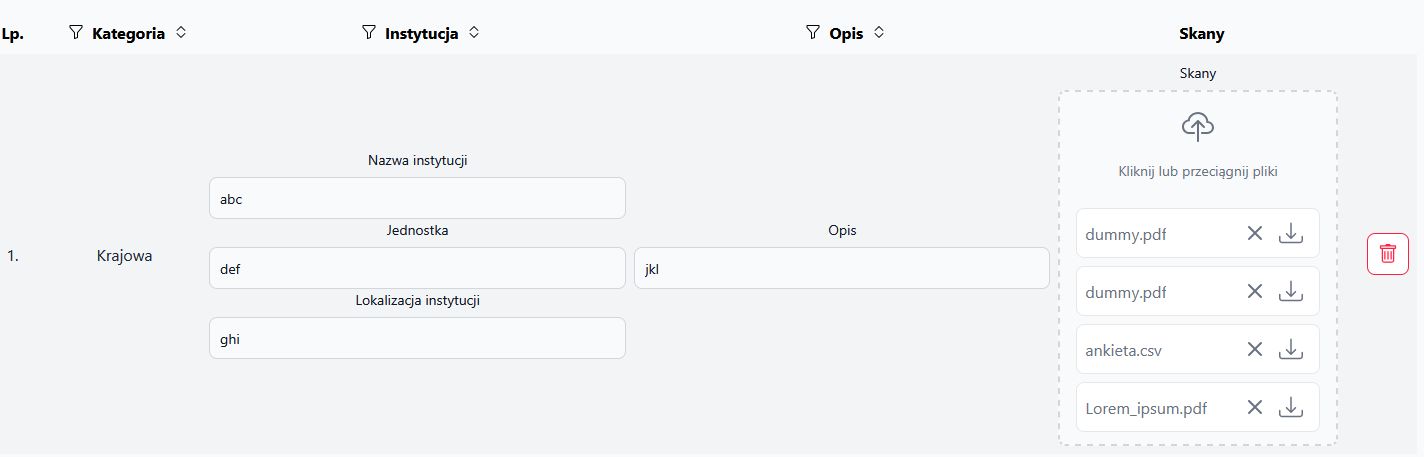 Lp. Kategoria Instytucja Opis Skany
Skany
Kliknij lub przeciągnij pliki
Nazwa instytucji
abc
Jednostka Opis
1. Krajowa def jkl
Lokalizacja instytucji
ghi
dummy.pdf
dummy.pdf
ankieta.csv
Lorem_ipsum.pdf